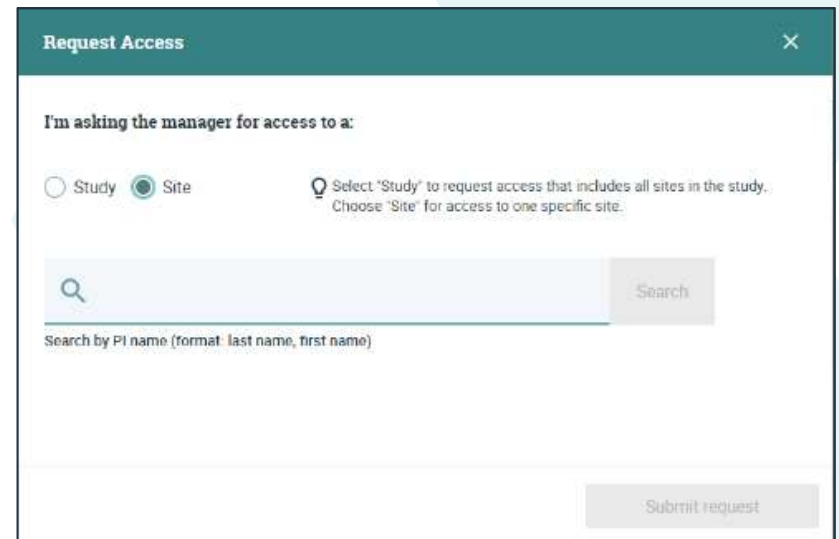 Request Access
I'm asking the manager for access to a:
Study Site
Select "Study" to request access that includes all sites in the study.
Choose "Site" for access to one specific site.
Search
Search by PI name (format: last name, first name)
Submit request